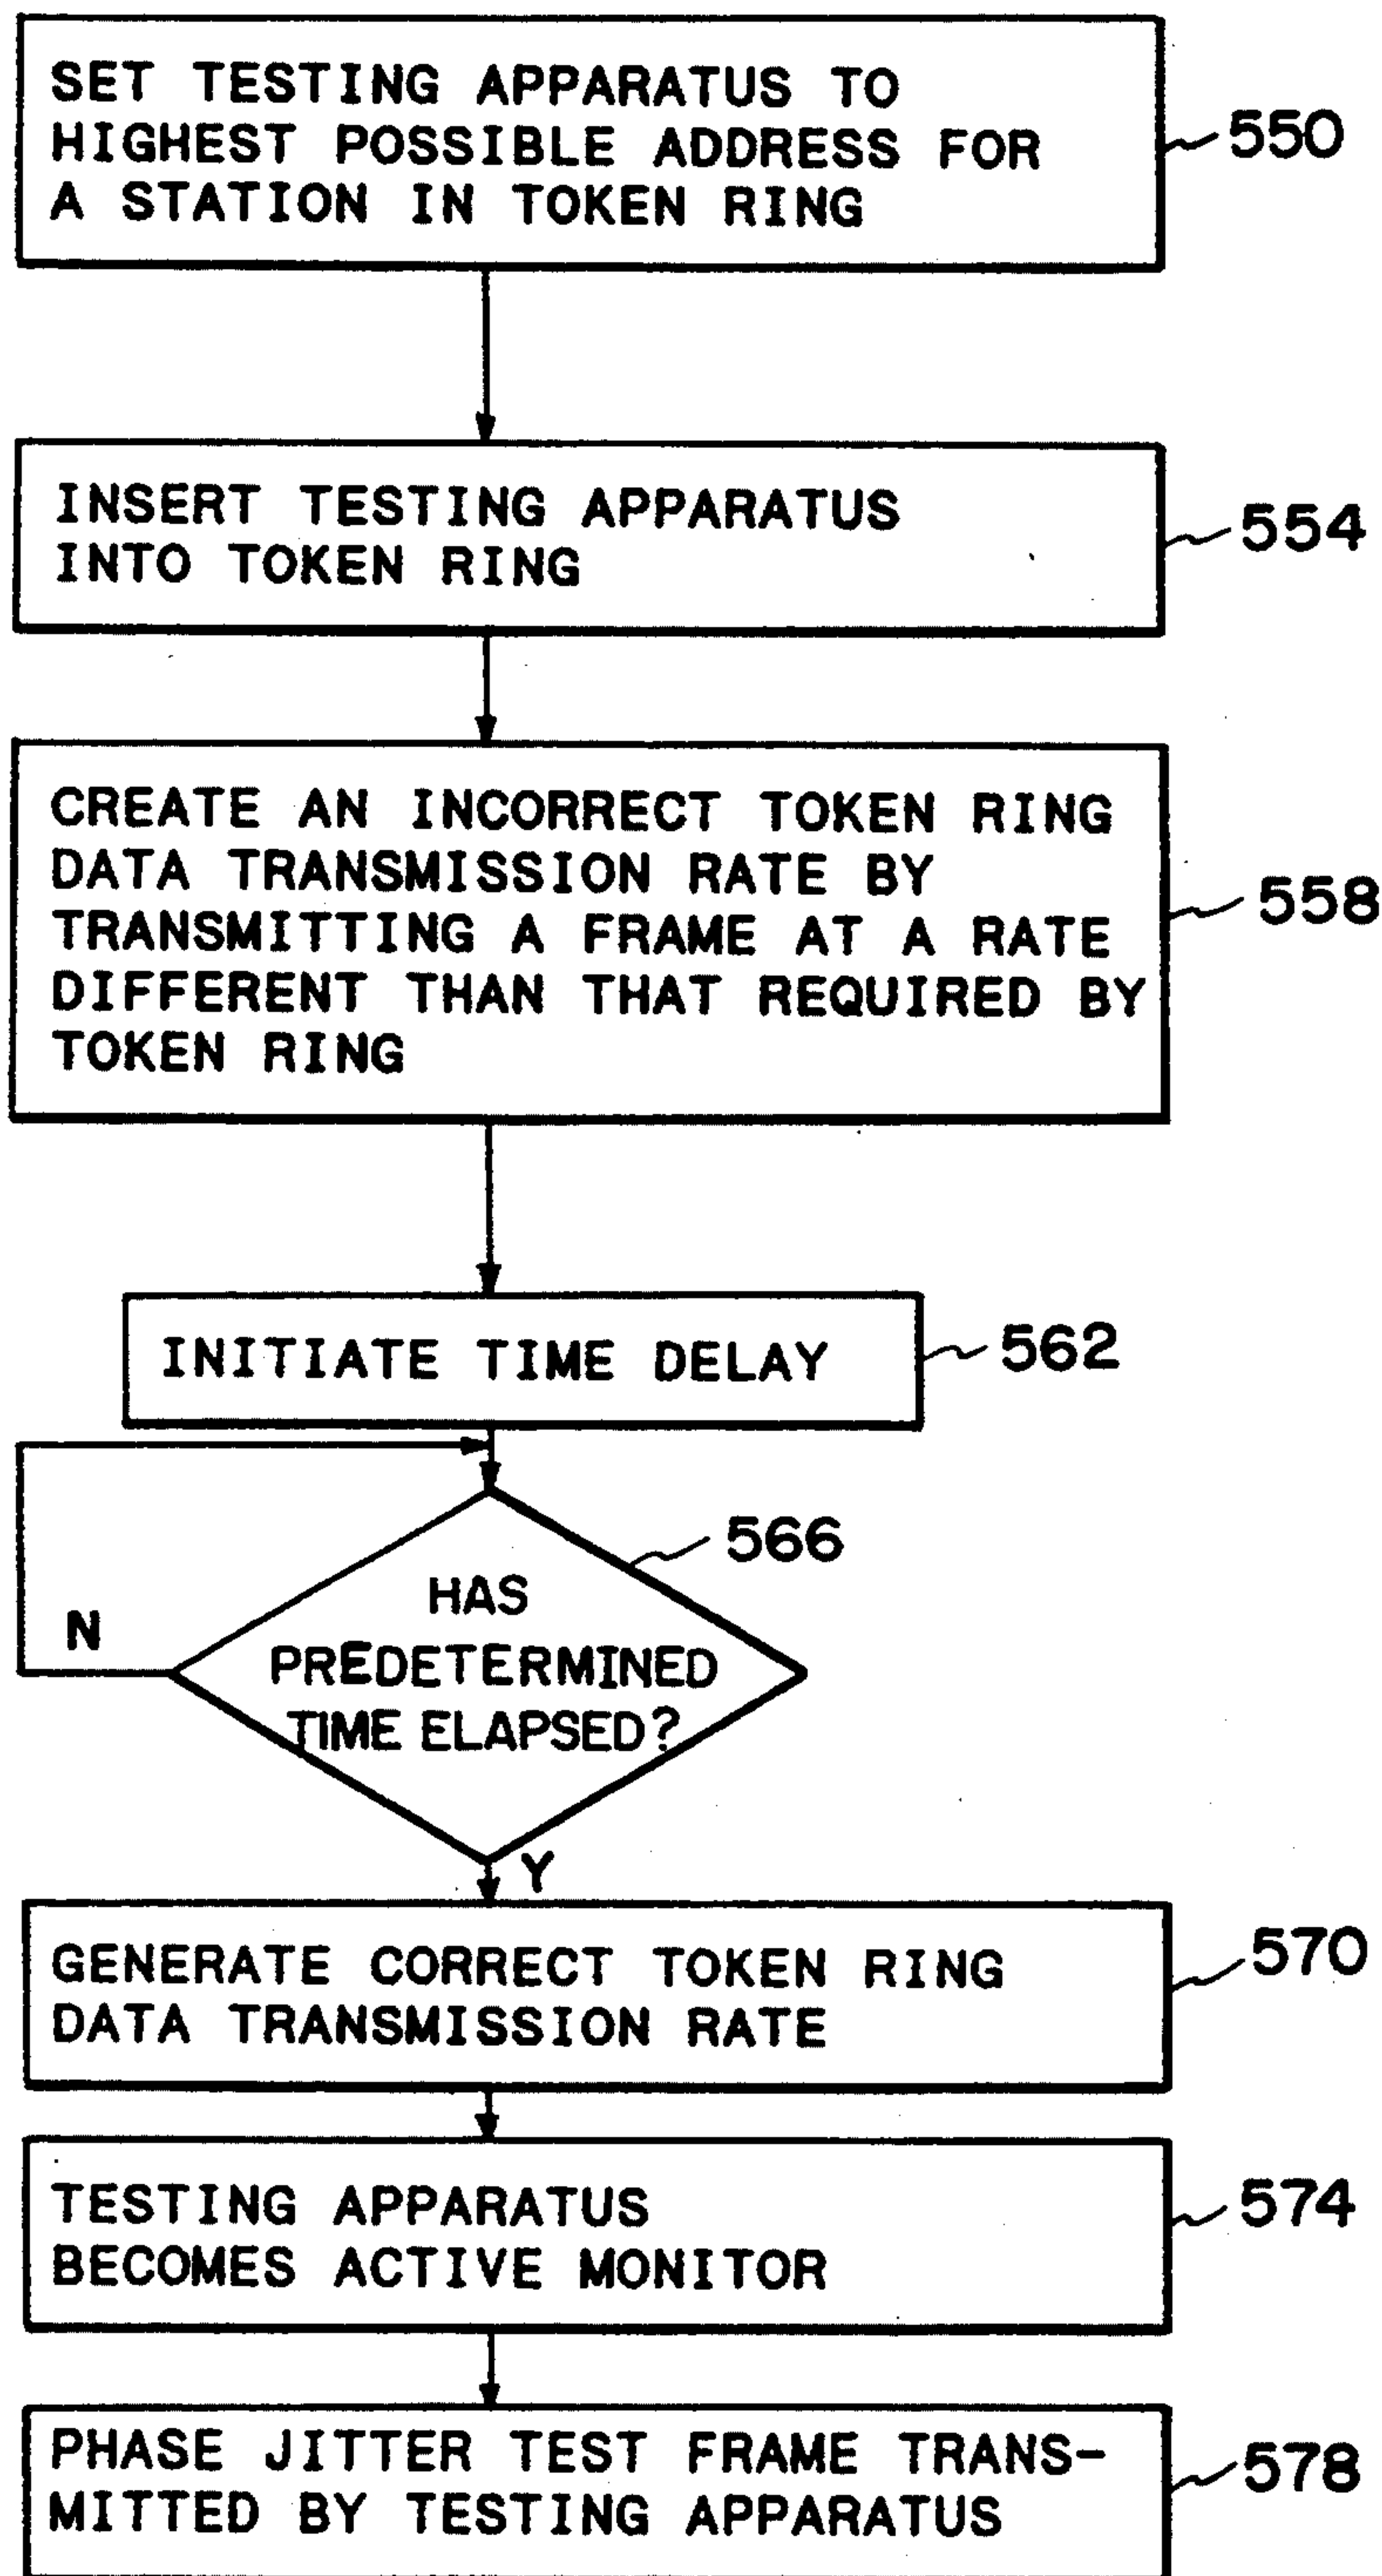 SET TESTING APPARATUS TO
HIGHEST POSSIBLE ADDRESS FOR
A STATION IN TOKEN RING
550
INSERT TESTING APPARATUS
INTO TOKEN RING
554
CREATE AN INCORRECT TOKEN RING
DATA TRANSMISSION RATE BY
TRANSMITTING A FRAME AT A RATE
DIFFERENT THAN THAT REQUIRED BY
TOKEN RING
558
INITIATE TIME DELAY
562
566
HAS
PREDETERMINED
TIME ELAPSED?
N
Y
GENERATE CORRECT TOKEN RING
DATA TRANSMISSION RATE
570
TESTING APPARATUS
BECOMES ACTIVE MONITOR
574
PHASE JITTER TEST FRAME TRANS-
MITTED BY TESTING APPARATUS
578